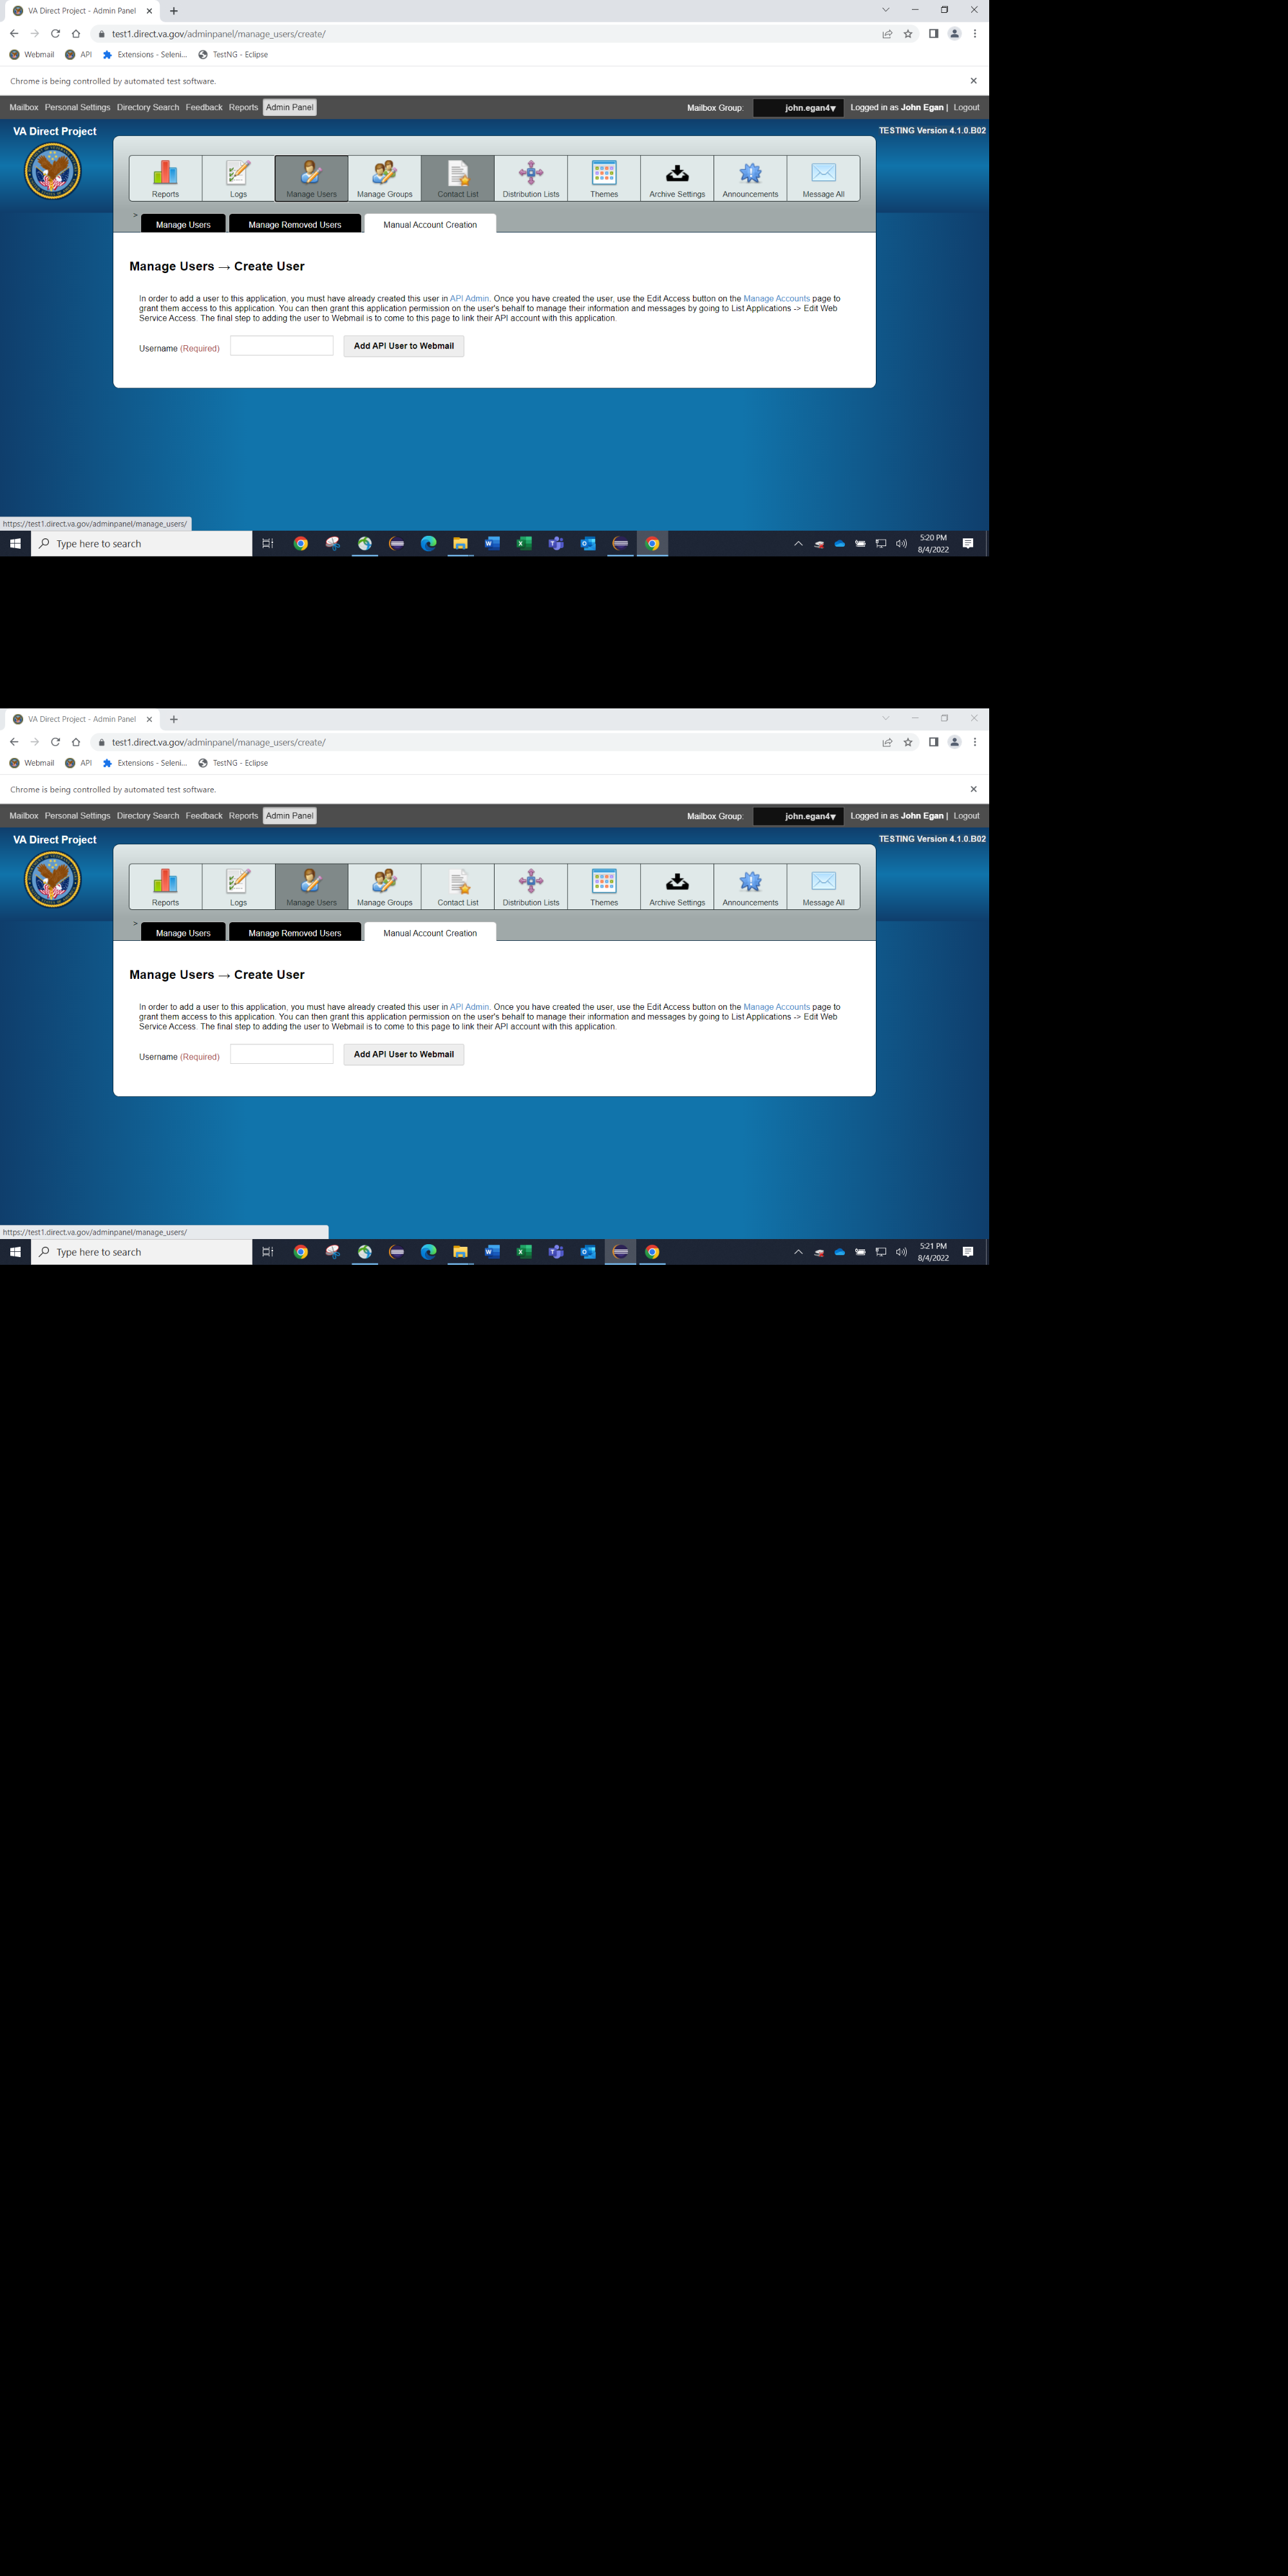 VA Direct Project - Admin Panel
test1.direct.va.gov/adminpanel/manage_users/create/
Webmail API Extensions - Seleni... TestNG - Eclipse
Chrome is being controlled by automated test software.
Mailbox Personal Settings Directory Search Feedback Reports Admin Panel Mailbox Group: john.egan4▾ Logged in as John Egan | Logout
VA Direct Project TESTING Version 4.1.0.B02
Reports Logs Manage Users Manage Groups Contact List Distribution Lists Themes Archive Settings Announcements Message All
> Manage Users Manage Removed Users Manual Account Creation
Manage Users → Create User
In order to add a user to this application, you must have already created this user in API Admin. Once you have created the user, use the Edit Access button on the Manage Accounts page to
grant them access to this application. You can then grant this application permission on the user's behalf to manage their information and messages by going to List Applications -> Edit Web
Service Access. The final step to adding the user to Webmail is to come to this page to link their API account with this application.
Username (Required) Add API User to Webmail
https://test1.direct.va.gov/adminpanel/manage_users/
Type here to search 5:20 PM
8/4/2022
VA Direct Project - Admin Panel
test1.direct.va.gov/adminpanel/manage_users/create/
Webmail API Extensions - Seleni... TestNG - Eclipse
Chrome is being controlled by automated test software.
Mailbox Personal Settings Directory Search Feedback Reports Admin Panel Mailbox Group: john.egan4▾ Logged in as John Egan | Logout
VA Direct Project TESTING Version 4.1.0.B02
Reports Logs Manage Users Manage Groups Contact List Distribution Lists Themes Archive Settings Announcements Message All
> Manage Users Manage Removed Users Manual Account Creation
Manage Users → Create User
In order to add a user to this application, you must have already created this user in API Admin. Once you have created the user, use the Edit Access button on the Manage Accounts page to
grant them access to this application. You can then grant this application permission on the user's behalf to manage their information and messages by going to List Applications -> Edit Web
Service Access. The final step to adding the user to Webmail is to come to this page to link their API account with this application.
Username (Required) Add API User to Webmail
https://test1.direct.va.gov/adminpanel/manage_users/
Type here to search 5:21 PM
8/4/2022